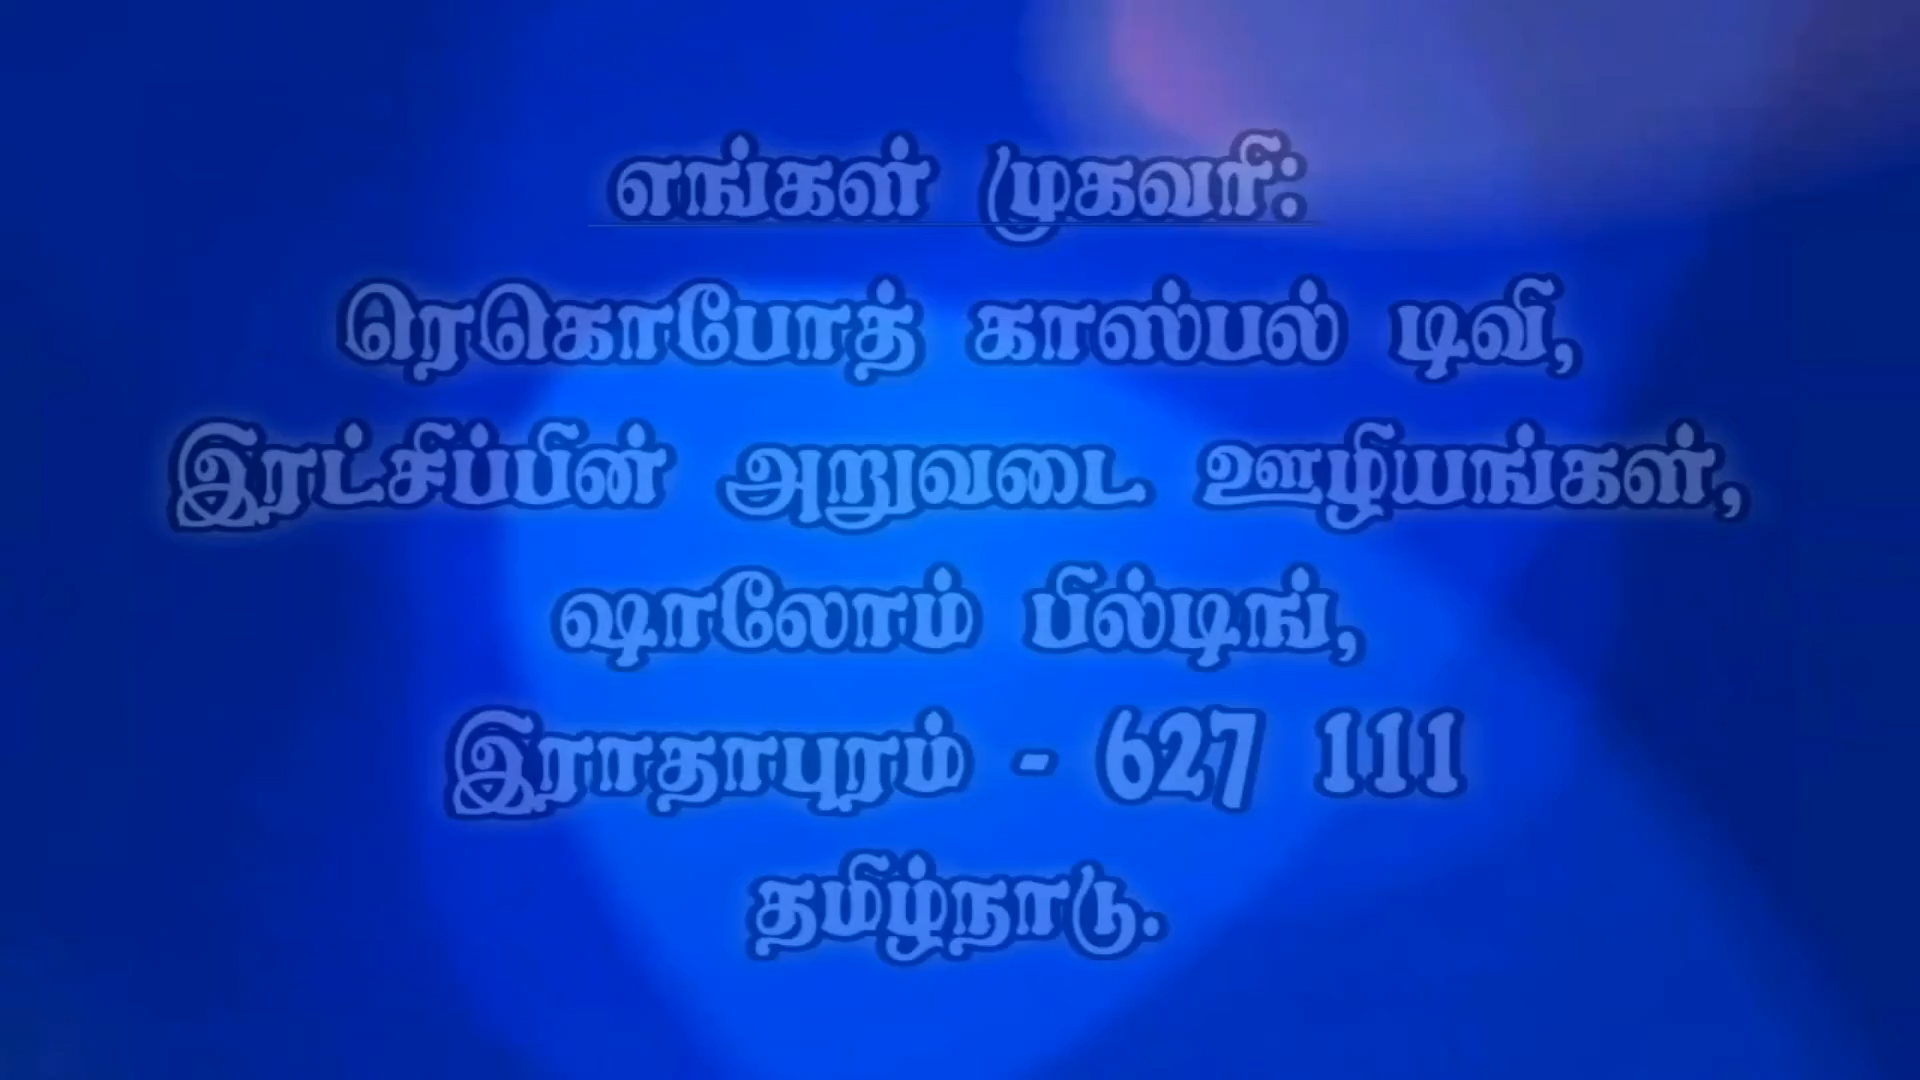 எங்கள் முகவரி:
ரெகொபோத் காஸ்பல் டிவி,
இரட்சிப்பின் அறுவடை ஊழியங்கள்,
ஷாலோம் பில்டிங்,
இராதாபுரம் - 627 111
தமிழ்நாடு.